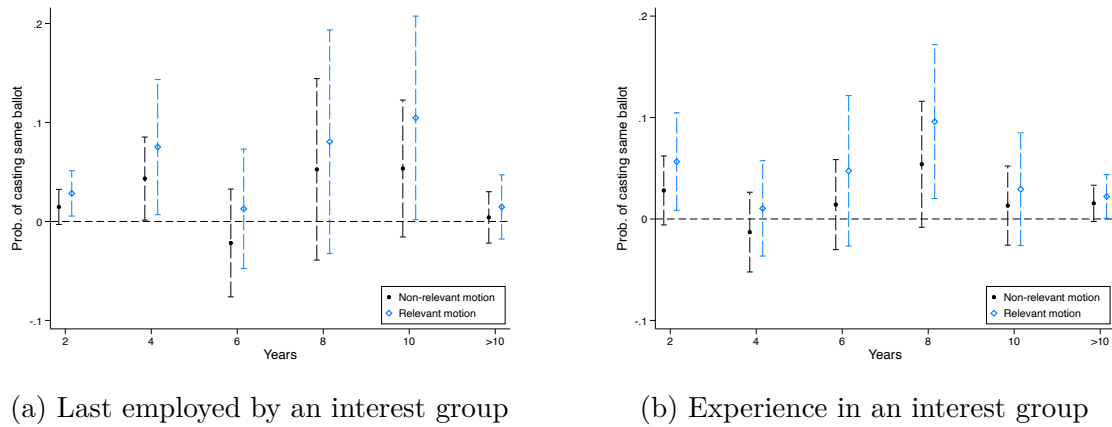 .2
.1
0
-.1
Prob. of casting same ballot
2 4 6 8 10 >10
Years
Non-relevant motion
Relevant motion
(a) Last employed by an interest group
.2
.1
0
-.1
Prob. of casting same ballot
2 4 6 8 10 >10
Years
Non-relevant motion
Relevant motion
(b) Experience in an interest group